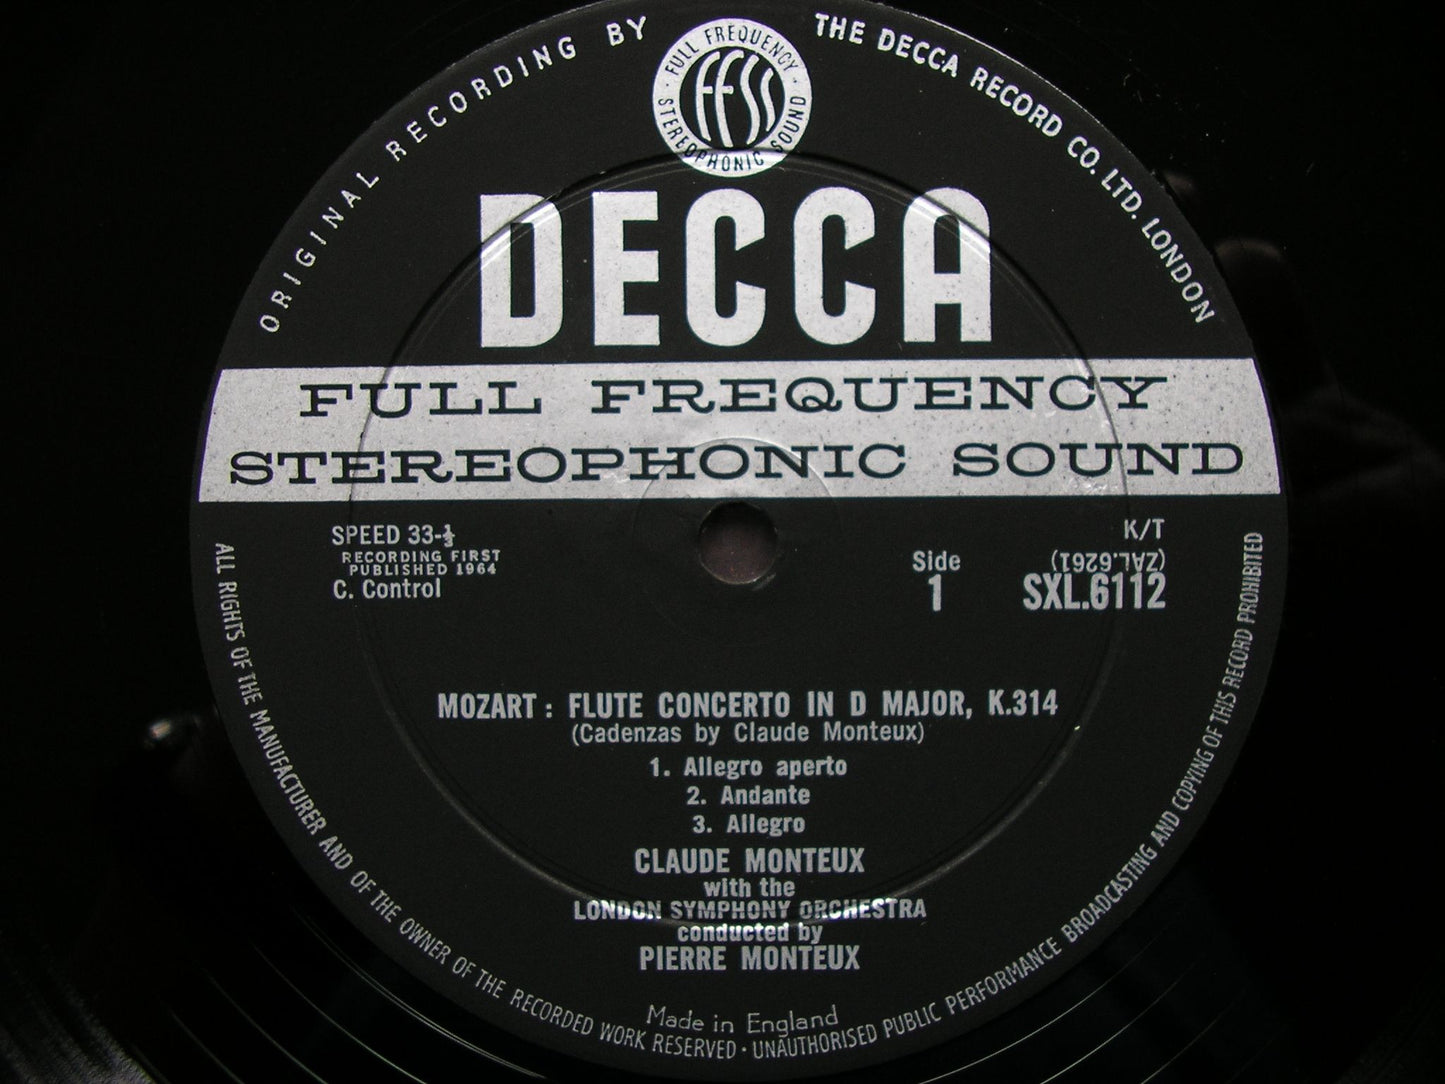 ORIGINAL RECORDING BY THE DECCA RECORD CO. LTD. LONDON
FULL FREQUENCY STEREOPHONIC SOUND
FFSS
DECCA
FULL FREQUENCY
STEREOPHONIC SOUND
SPEED 33-⅓
RECORDING FIRST
PUBLISHED 1964
C. Control
K/T
(ZAL.6261)
Side
1
SXL.6112
MOZART : FLUTE CONCERTO IN D MAJOR, K.314
(Cadenzas by Claude Monteux)
1. Allegro aperto
2. Andante
3. Allegro
CLAUDE MONTEUX
with the
LONDON SYMPHONY ORCHESTRA
conducted by
PIERRE MONTEUX
Made in England
ALL RIGHTS OF THE MANUFACTURER AND OF THE OWNER OF THE RECORDED WORK RESERVED · UNAUTHORISED PUBLIC PERFORMANCE BROADCASTING AND COPYING OF THIS RECORD PROHIBITED